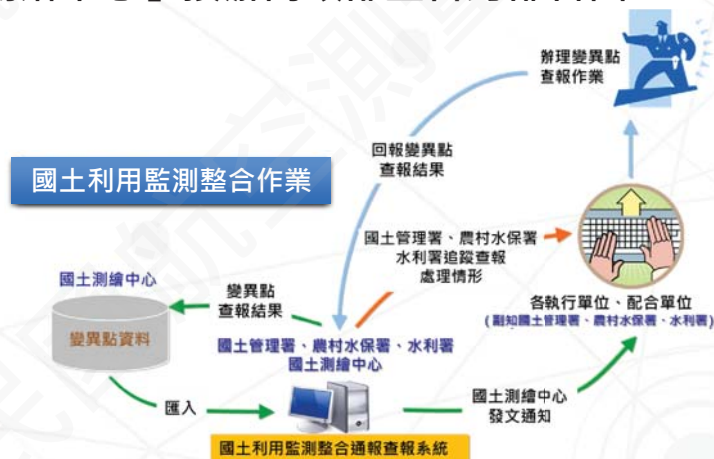 辦理變異點
查報作業
回報變異點
查報結果
國土利用監測整合作業
國土管理署、農村水保署
水利署追蹤查報
處理情形
國土測繪中心
變異點
查報結果
各執行單位、配合單位
(副知國土管理署、農村水保署、水利署)
變異點資料
國土管理署、農村水保署、水利署
國土測繪中心
匯入
國土測繪中心
發文通知
國土利用監測整合通報查報系統